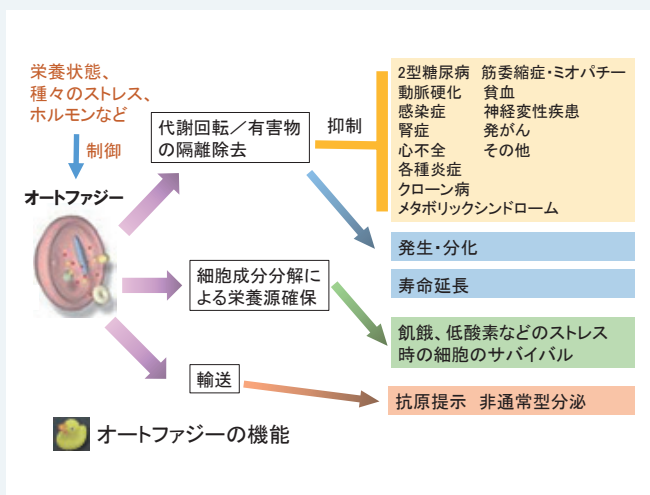 栄養状態、
種々のストレス、
ホルモンなど
制御
オートファジー
代謝回転／有害物
の隔離除去
抑制
2型糖尿病 筋萎縮症・ミオパチー
動脈硬化 貧血
感染症 神経変性疾患
腎症 発がん
心不全 その他
各種炎症
クローン病
メタボリックシンドローム
発生・分化
寿命延長
細胞成分分解に
よる栄養源確保
飢餓、低酸素などのストレス
時の細胞のサバイバル
輸送
抗原提示 非通常型分泌
オートファジーの機能